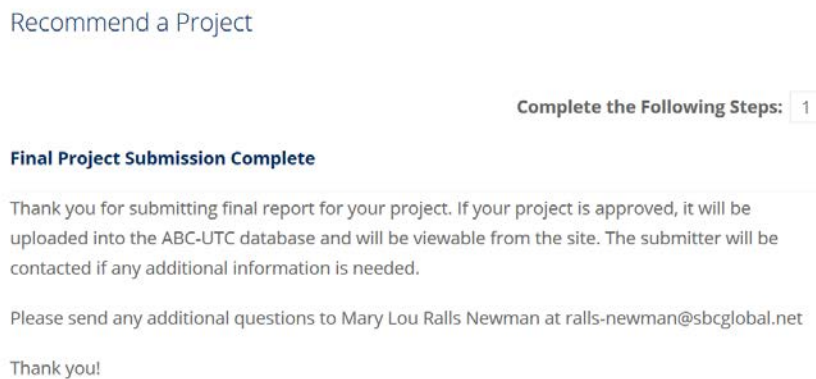 Recommend a Project
Complete the Following Steps: 1
Final Project Submission Complete
Thank you for submitting final report for your project. If your project is approved, it will be
uploaded into the ABC-UTC database and will be viewable from the site. The submitter will be
contacted if any additional information is needed.
Please send any additional questions to Mary Lou Ralls Newman at ralls-newman@sbcglobal.net
Thank you!